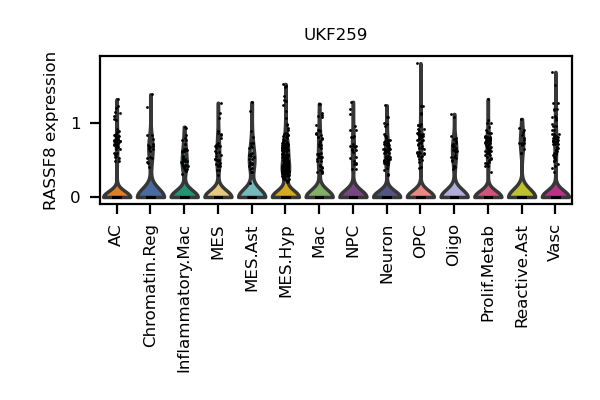 UKF259
RASSF8 expression
1
0
AC
Chromatin.Reg
Inflammatory.Mac
MES
MES.Ast
MES.Hyp
Mac
NPC
Neuron
OPC
Oligo
Prolif.Metab
Reactive.Ast
Vasc